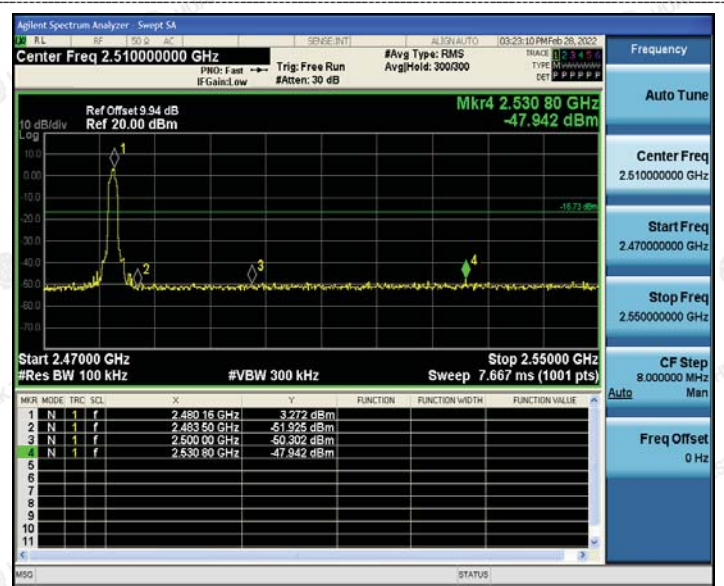 Agilent Spectrum Analyzer - Swept SA
RL RF 50 Ω AC SENSE:INT ALIGN AUTO 03:23:10 PM Feb 28, 2022
Center Freq 2.510000000 GHz
PNO: Fast
IFGain:Low
Trig: Free Run
#Atten: 30 dB
#Avg Type: RMS
Avg|Hold: 300/300
TRACE 1 2 3 4 5 6
TYPE M
DET P P P P P P
Ref Offset 9.94 dB
Ref 20.00 dBm
10 dB/div
Log
Mkr4 2.530 80 GHz
-47.942 dBm
10.0
0.00
-10.0
-20.0
-30.0
-40.0
-50.0
-60.0
-70.0
1
2
3
4
-16.73 dBm
Start 2.47000 GHz
#Res BW 100 kHz
#VBW 300 kHz
Stop 2.55000 GHz
Sweep 7.667 ms (1001 pts)
MKR MODE TRC SCL X Y FUNCTION FUNCTION WIDTH FUNCTION VALUE
1 N 1 f 2.480 16 GHz 3.272 dBm
2 N 1 f 2.483 50 GHz -51.925 dBm
3 N 1 f 2.500 00 GHz -50.302 dBm
4 N 1 f 2.530 80 GHz -47.942 dBm
5
6
7
8
9
10
11
MSG
STATUS
Frequency
Auto Tune
Center Freq
2.510000000 GHz
Start Freq
2.470000000 GHz
Stop Freq
2.550000000 GHz
CF Step
8.000000 MHz
Auto Man
Freq Offset
0 Hz